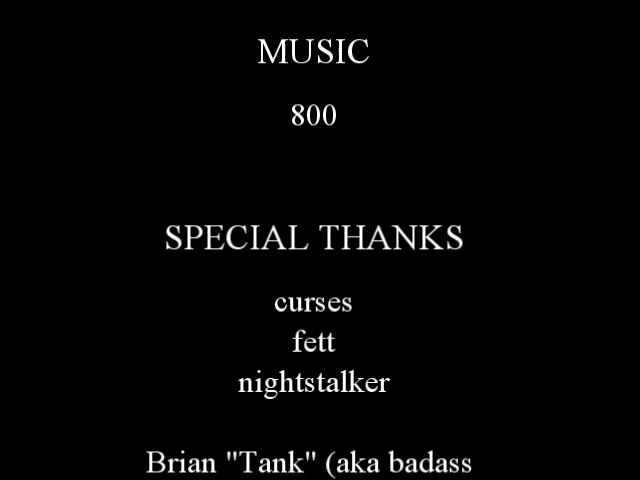 MUSIC
800
SPECIAL THANKS
curses
fett
nightstalker
Brian "Tank" (aka badass